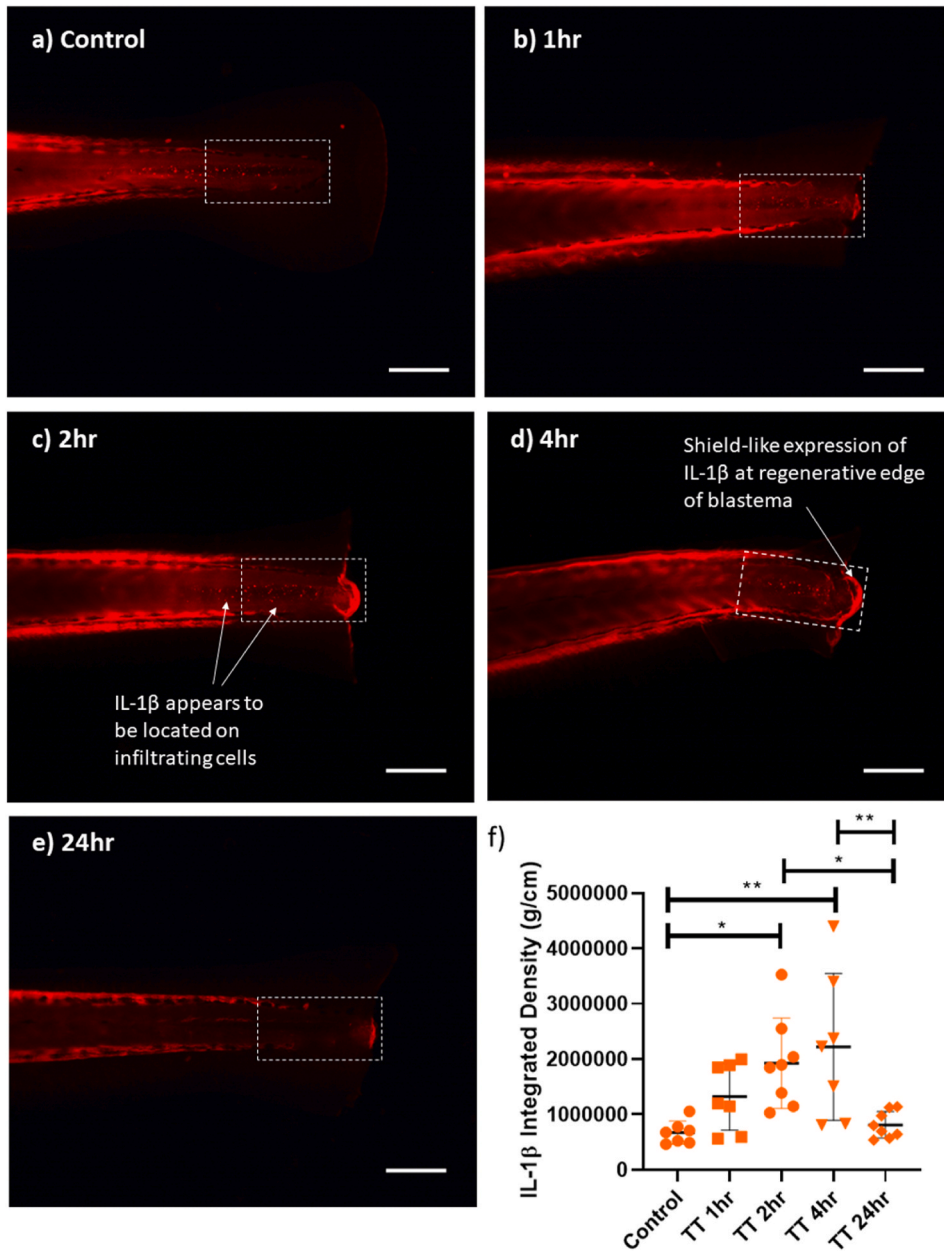 a) Control
b) 1hr
c) 2hr
IL-1β appears to
be located on
infiltrating cells
d) 4hr
Shield-like expression of
IL-1β at regenerative edge
of blastema
e) 24hr
f)
**
*
**
*
IL-1β Integrated Density (g/cm)
5000000
4000000
3000000
2000000
1000000
0
Control
TT 1hr
TT 2hr
TT 4hr
TT 24hr